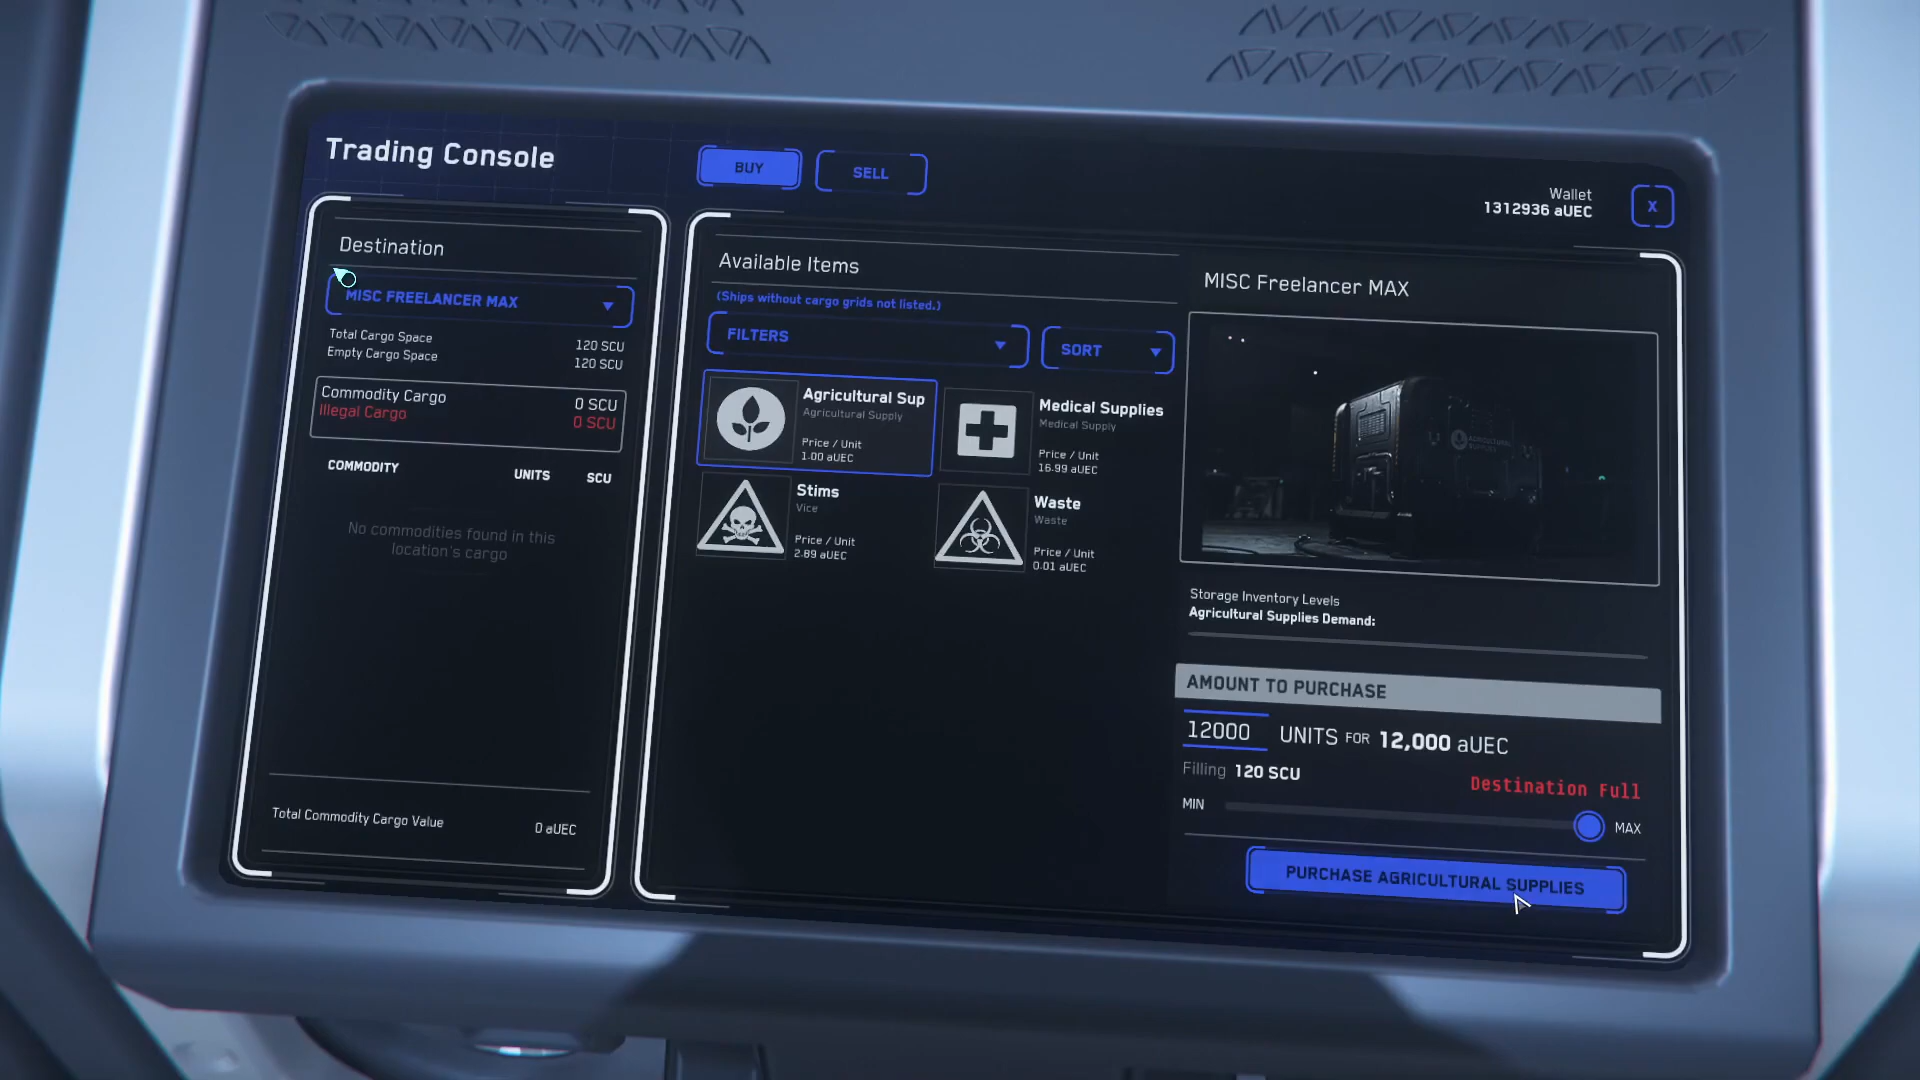 Trading Console
BUY
SELL
Wallet
1312936 aUEC
X
Destination
MISC FREELANCER MAX
Total Cargo Space 120 SCU
Empty Cargo Space 120 SCU
Commodity Cargo 0 SCU
Illegal Cargo 0 SCU
COMMODITY UNITS SCU
No commodities found in this
location's cargo
Total Commodity Cargo Value 0 aUEC
Available Items
(Ships without cargo grids not listed.)
FILTERS
SORT
Agricultural Sup
Agricultural Supply
Price / Unit
1.00 aUEC
Medical Supplies
Medical Supply
Price / Unit
16.99 aUEC
Stims
Vice
Price / Unit
2.89 aUEC
Waste
Waste
Price / Unit
0.01 aUEC
MISC Freelancer MAX
AGRICULTURAL
Storage Inventory Levels
Agricultural Supplies Demand:
AMOUNT TO PURCHASE
12000 UNITS FOR 12,000 aUEC
Filling 120 SCU
Destination Full
MIN
MAX
PURCHASE AGRICULTURAL SUPPLIES